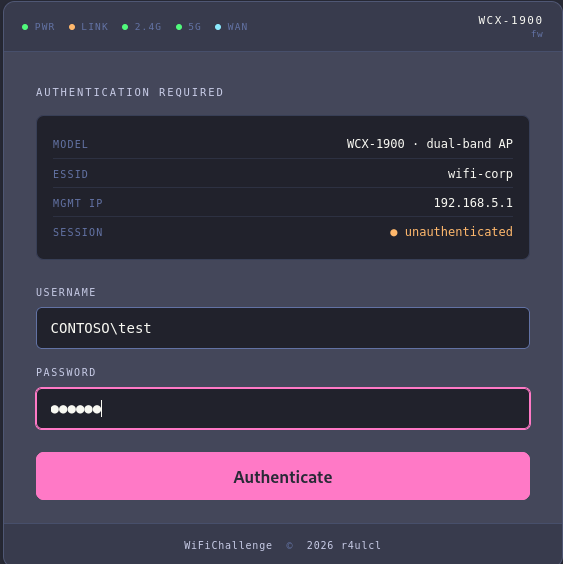 PWR LINK 2.4G 5G WAN WCX-1900
fw
AUTHENTICATION REQUIRED
MODEL WCX-1900 · dual-band AP
ESSID wifi-corp
MGMT IP 192.168.5.1
SESSION ● unauthenticated
USERNAME
CONTOSO\test
PASSWORD
●●●●●●
Authenticate
WiFiChallenge © 2026 r4ulcl